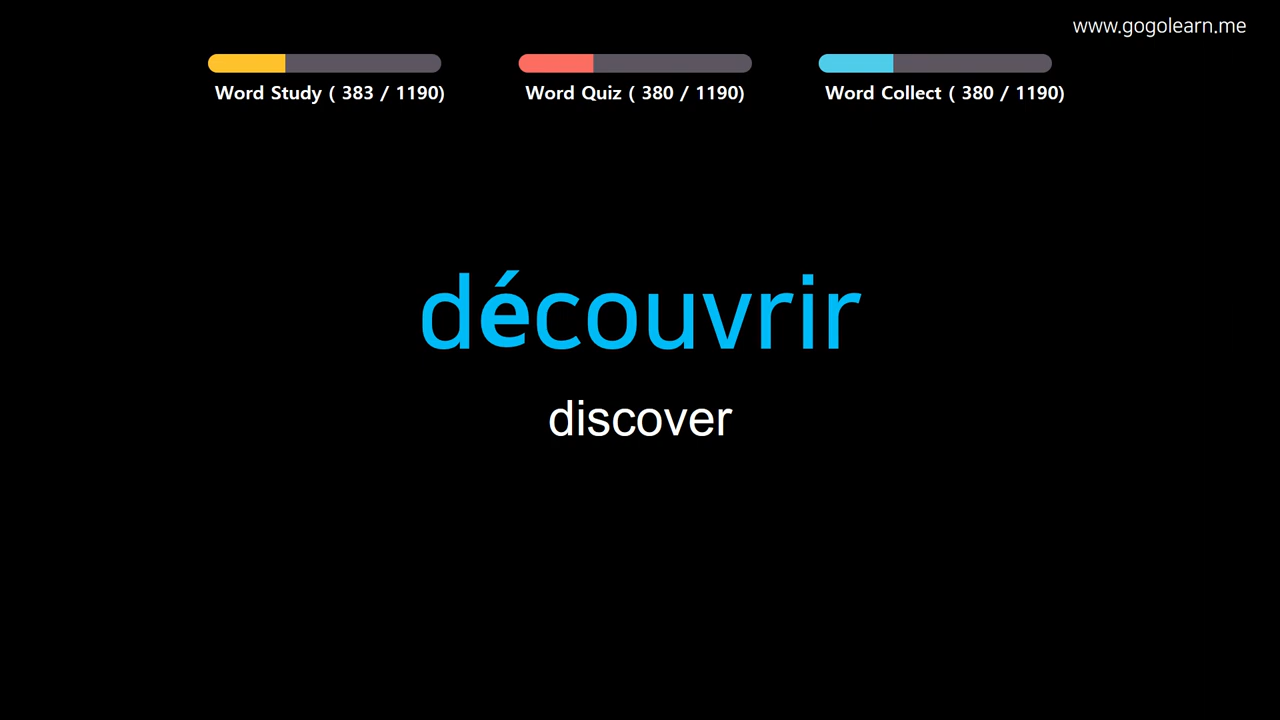 www.gogolearn.me
Word Study ( 383 / 1190)
Word Quiz ( 380 / 1190)
Word Collect ( 380 / 1190)
découvrir
discover